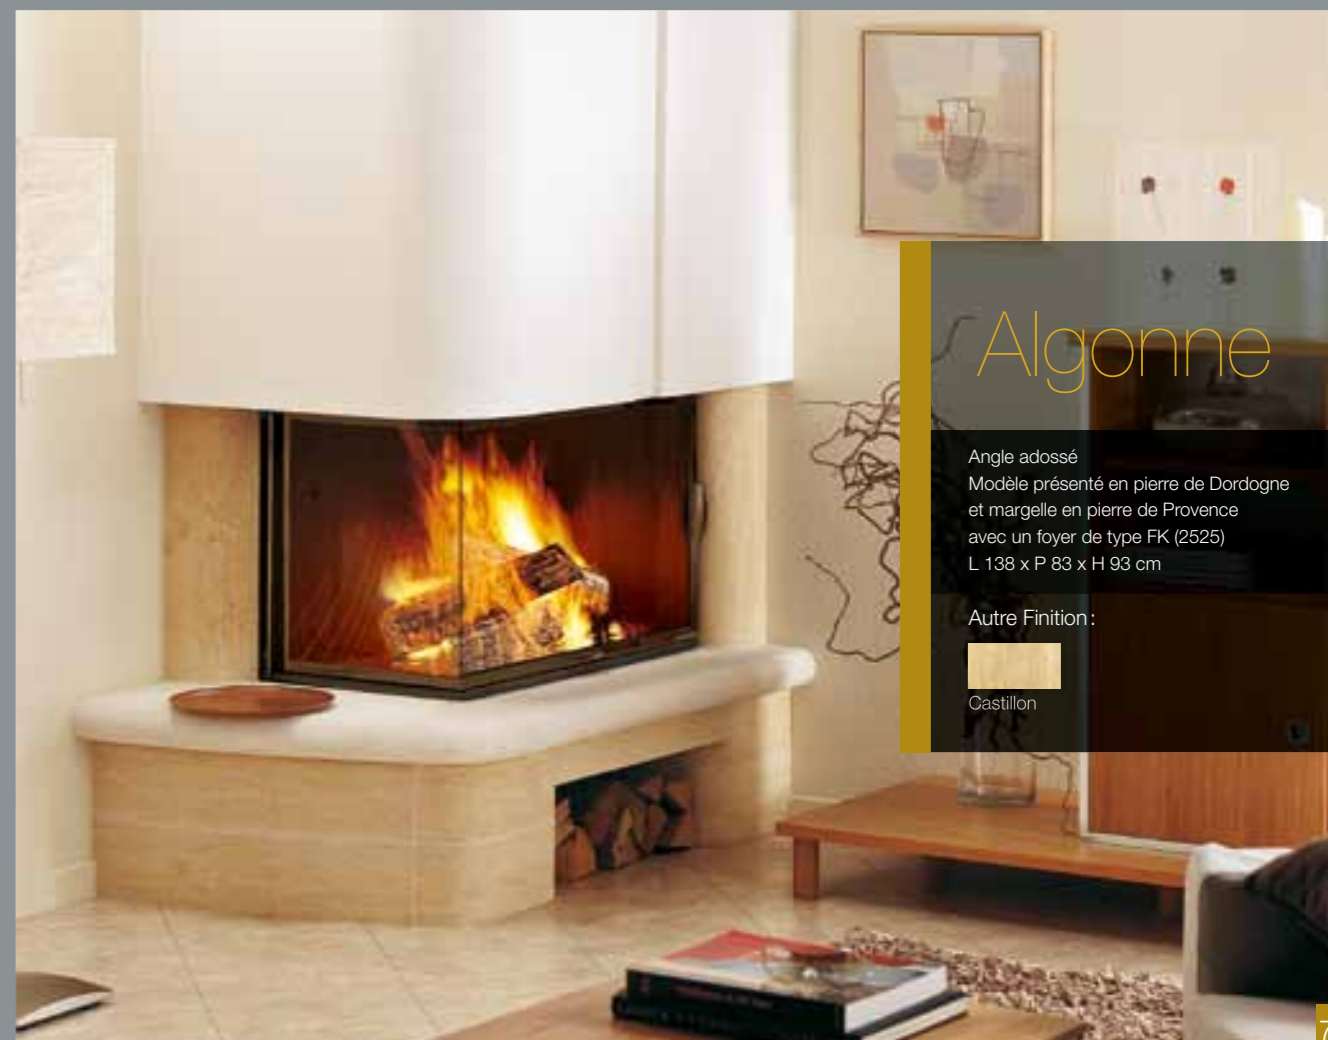 Algonne
Angle adossé
Modèle présenté en pierre de Dordogne
et margelle en pierre de Provence
avec un foyer de type FK (2525)
L 138 x P 83 x H 93 cm
Autre Finition :
Castillon
7